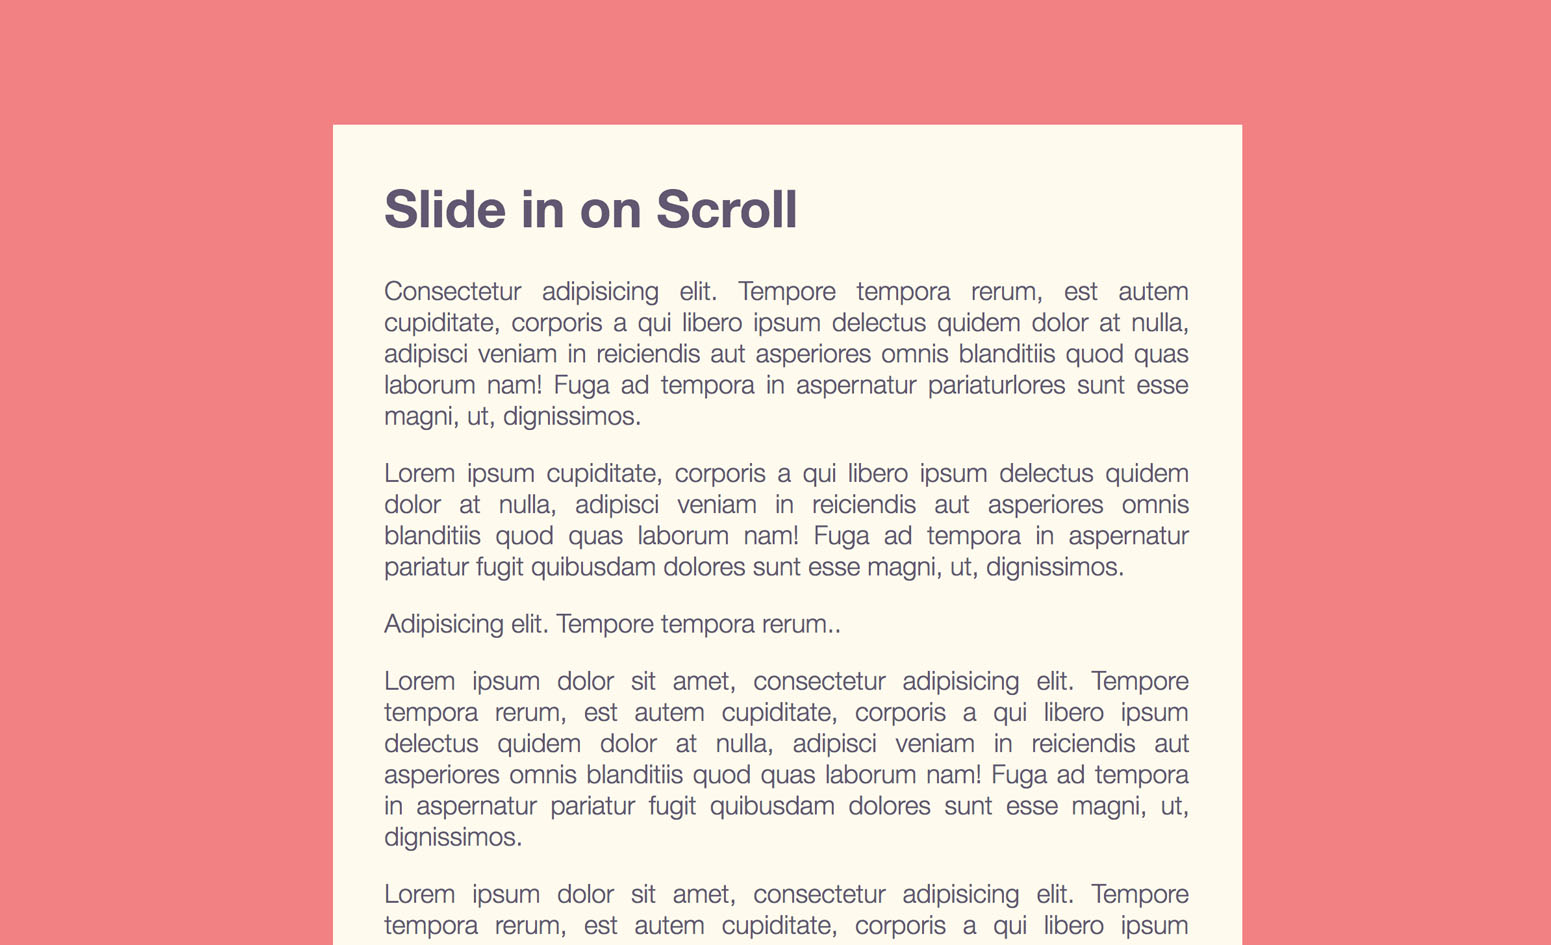 Slide in on Scroll
Consectetur adipisicing elit. Tempore tempora rerum, est autem
cupiditate, corporis a qui libero ipsum delectus quidem dolor at nulla,
adipisci veniam in reiciendis aut asperiores omnis blanditiis quod quas
laborum nam! Fuga ad tempora in aspernatur pariaturlores sunt esse
magni, ut, dignissimos.
Lorem ipsum cupiditate, corporis a qui libero ipsum delectus quidem
dolor at nulla, adipisci veniam in reiciendis aut asperiores omnis
blanditiis quod quas laborum nam! Fuga ad tempora in aspernatur
pariatur fugit quibusdam dolores sunt esse magni, ut, dignissimos.
Adipisicing elit. Tempore tempora rerum..
Lorem ipsum dolor sit amet, consectetur adipisicing elit. Tempore
tempora rerum, est autem cupiditate, corporis a qui libero ipsum
delectus quidem dolor at nulla, adipisci veniam in reiciendis aut
asperiores omnis blanditiis quod quas laborum nam! Fuga ad tempora
in aspernatur pariatur fugit quibusdam dolores sunt esse magni, ut,
dignissimos.
Lorem ipsum dolor sit amet, consectetur adipisicing elit. Tempore
tempora rerum, est autem cupiditate, corporis a qui libero ipsum